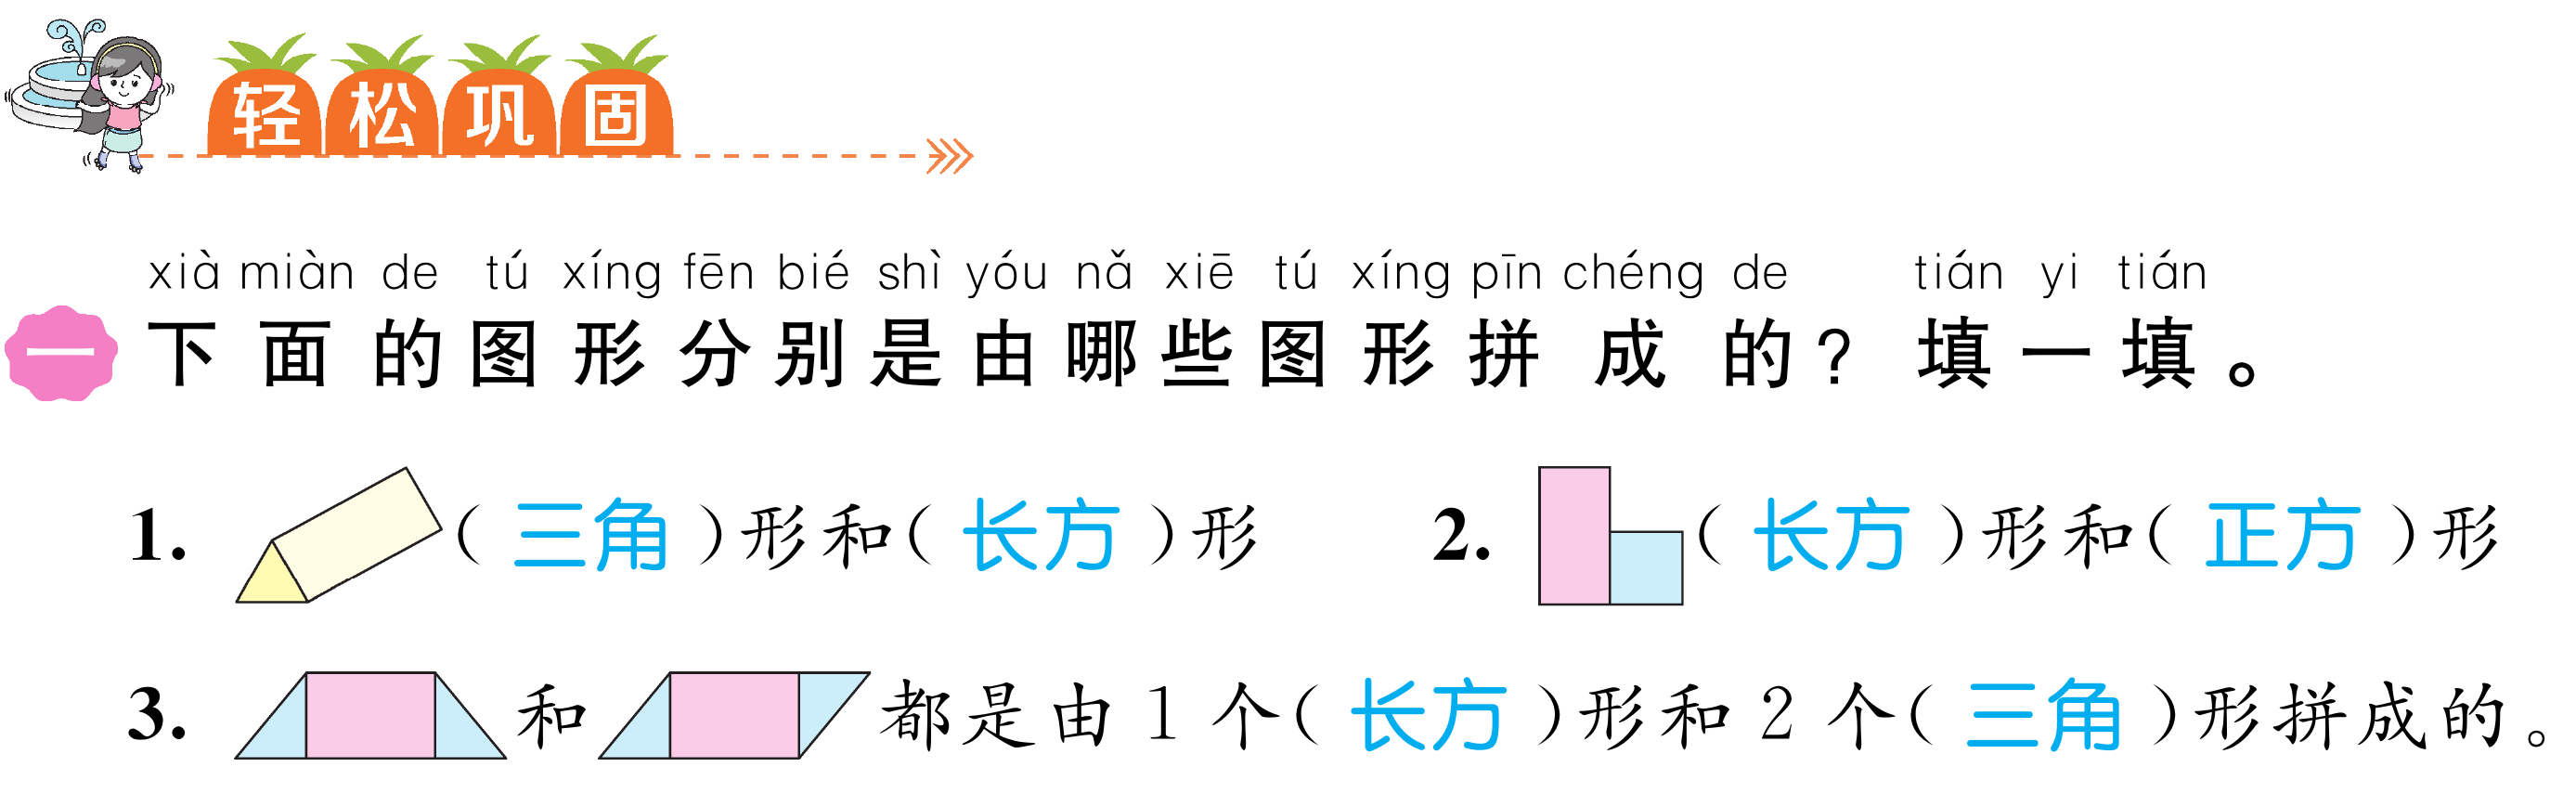 轻松巩固
xià miàn de tú xíng fēn bié shì yóu nǎ xiē tú xíng pīn chéng de tián yi tián
一 下面的图形分别是由哪些图形拼成的？填一填。
1. （三角）形和（长方）形 2. （长方）形和（正方）形
3. 和 都是由1个（长方）形和2个（三角）形拼成的。